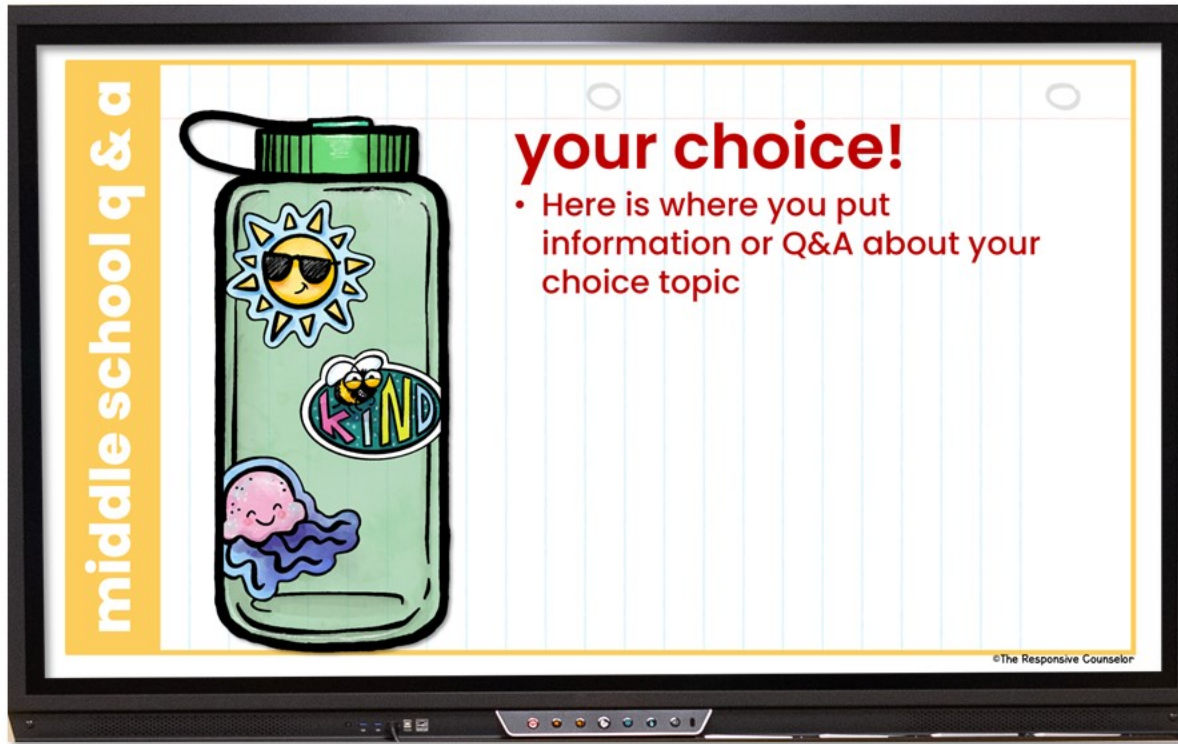 middle school q & a
your choice!
• Here is where you put
information or Q&A about your
choice topic
KIND
©The Responsive Counselor